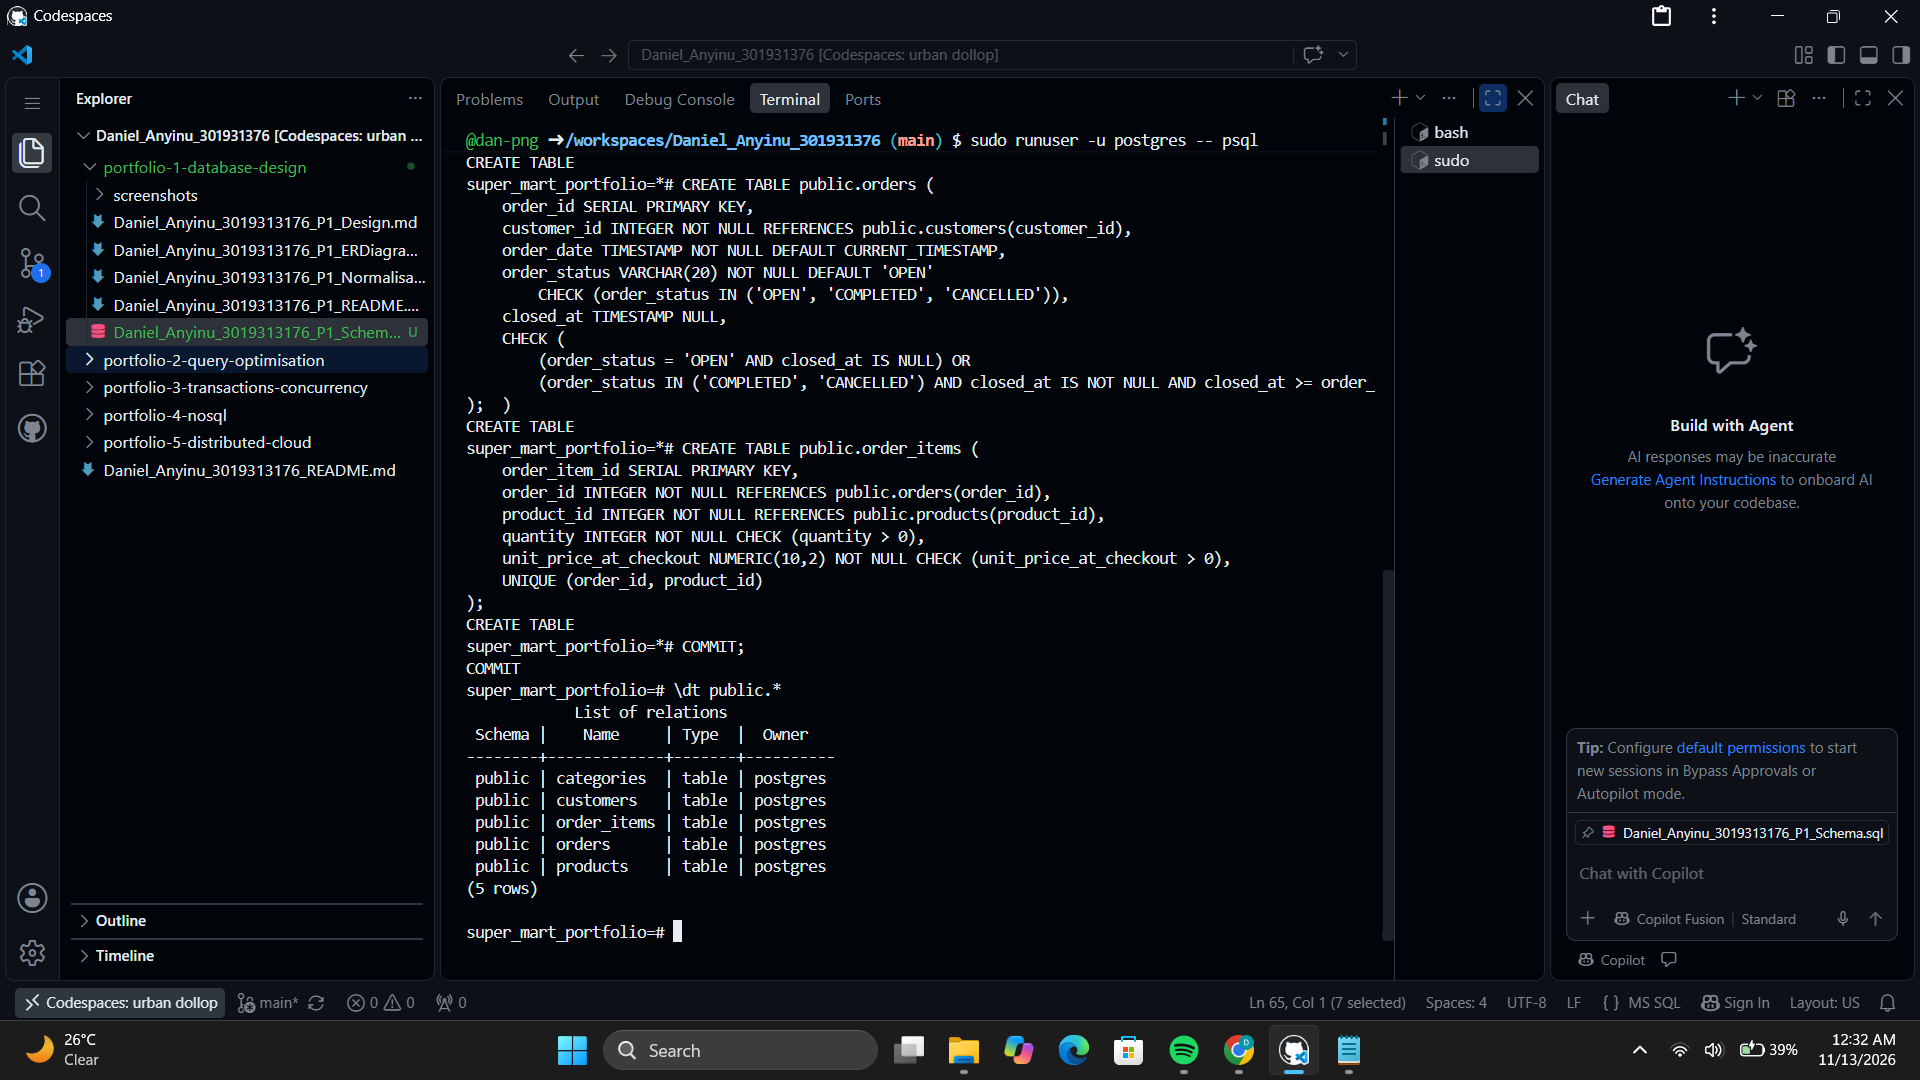 Codespaces
Daniel_Anyinu_301931376 [Codespaces: urban dollop]
Explorer
Daniel_Anyinu_301931376 [Codespaces: urban ...
portfolio-1-database-design
screenshots
Daniel_Anyinu_3019313176_P1_Design.md
Daniel_Anyinu_3019313176_P1_ERDiagra...
Daniel_Anyinu_3019313176_P1_Normalisa...
Daniel_Anyinu_3019313176_P1_README....
Daniel_Anyinu_3019313176_P1_Schem... U
portfolio-2-query-optimisation
portfolio-3-transactions-concurrency
portfolio-4-nosql
portfolio-5-distributed-cloud
Daniel_Anyinu_3019313176_README.md
1
Outline
Timeline
Problems Output Debug Console Terminal Ports
@dan-png ➜/workspaces/Daniel_Anyinu_301931376 (main) $ sudo runuser -u postgres -- psql
CREATE TABLE
super_mart_portfolio=*# CREATE TABLE public.orders (
order_id SERIAL PRIMARY KEY,
customer_id INTEGER NOT NULL REFERENCES public.customers(customer_id),
order_date TIMESTAMP NOT NULL DEFAULT CURRENT_TIMESTAMP,
order_status VARCHAR(20) NOT NULL DEFAULT 'OPEN'
CHECK (order_status IN ('OPEN', 'COMPLETED', 'CANCELLED')),
closed_at TIMESTAMP NULL,
CHECK (
(order_status = 'OPEN' AND closed_at IS NULL) OR
(order_status IN ('COMPLETED', 'CANCELLED') AND closed_at IS NOT NULL AND closed_at >= order_
);  )
CREATE TABLE
super_mart_portfolio=*# CREATE TABLE public.order_items (
order_item_id SERIAL PRIMARY KEY,
order_id INTEGER NOT NULL REFERENCES public.orders(order_id),
product_id INTEGER NOT NULL REFERENCES public.products(product_id),
quantity INTEGER NOT NULL CHECK (quantity > 0),
unit_price_at_checkout NUMERIC(10,2) NOT NULL CHECK (unit_price_at_checkout > 0),
UNIQUE (order_id, product_id)
);
CREATE TABLE
super_mart_portfolio=*# COMMIT;
COMMIT
super_mart_portfolio=# \dt public.*
List of relations
Schema | Name | Type | Owner
--------+-------------+-------+----------
public | categories | table | postgres
public | customers | table | postgres
public | order_items | table | postgres
public | orders | table | postgres
public | products | table | postgres
(5 rows)
super_mart_portfolio=#
bash
sudo
Chat
Build with Agent
AI responses may be inaccurate
Generate Agent Instructions to onboard AI
onto your codebase.
Tip: Configure default permissions to start
new sessions in Bypass Approvals or
Autopilot mode.
Daniel_Anyinu_3019313176_P1_Schema.sql
Chat with Copilot
Copilot Fusion Standard
Copilot
Codespaces: urban dollop main* 0 0 0
Ln 65, Col 1 (7 selected) Spaces: 4 UTF-8 LF { } MS SQL Sign In Layout: US
26°C
Clear
Search
39%
12:32 AM
11/13/2026